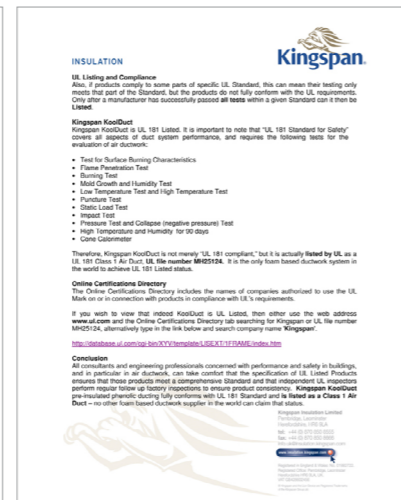 Kingspan.
INSULATION
UL Listing and Compliance
Also, if products comply to some parts of specific UL Standard, this can mean their testing only
meets that part of the Standard, but the products do not fully conform with the UL requirements.
Only after a manufacturer has successfully passed all tests within a given Standard can it then be
Listed.
Kingspan KoolDuct
Kingspan KoolDuct is UL 181 Listed. It is important to note that "UL 181 Standard for Safety"
covers all aspects of duct system performance, and requires the following tests for the
evaluation of air ductwork:
• Test for Surface Burning Characteristics
• Flame Penetration Test
• Burning Test
• Mold Growth and Humidity Test
• Low Temperature Test and High Temperature Test
• Puncture Test
• Static Load Test
• Impact Test
• Pressure Test and Collapse (negative pressure) Test
• High Temperature and Humidity for 90 days
• Cone Calorimeter
Therefore, Kingspan KoolDuct is not merely "UL 181 compliant," but it is actually listed by UL as a
UL 181 Class 1 Air Duct, UL file number MH25124. It is the only foam based ductwork system in
the world to achieve UL 181 Listed status.
Online Certifications Directory
The Online Certifications Directory includes the names of companies authorized to use the UL
Mark on or in connection with products in compliance with UL's requirements.
If you wish to view that indeed KoolDuct is UL Listed, then either use the web address
www.ul.com and the Online Certifications Directory tab searching for Kingspan or UL file number
MH25124, alternatively type in the link below and search company name 'Kingspan'.
http://database.ul.com/cgi-bin/XYV/template/LISEXT/1FRAME/index.htm
Conclusion
All consultants and engineering professionals concerned with performance and safety in buildings,
and in particular in air ductwork, can take comfort that the specification of UL Listed Products
ensures that those products meet a comprehensive Standard and that independent UL inspectors
perform regular follow up factory inspections to ensure product consistency. Kingspan KoolDuct
pre-insulated phenolic ducting fully conforms with UL 181 Standard and is listed as a Class 1 Air
Duct – no other foam based ductwork supplier in the world can claim that status.
Kingspan Insulation Limited
Pembridge, Leominster
Herefordshire, HR6 9LA